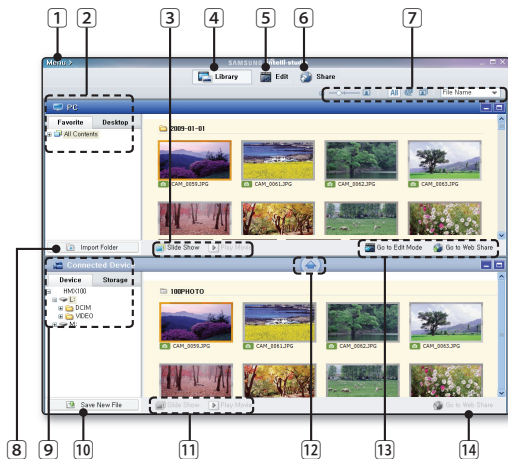 1 2 3 4 5 6 7
Menu >
SAMSUNG intelli-studio
Library Edit Share
All
File Name
PC
Favorite Desktop
All Contents
2009-01-01
CAM_0059.JPG CAM_0061.JPG CAM_0062.JPG CAM_0063.JPG
Import Folder
Slide Show Play Movie
Go to Edit Mode Go to Web Share
Connected Device
Device Storage
HMX100
L:
DCIM
VIDEO
M:
100PHOTO
CAM_0059.JPG CAM_0061.JPG CAM_0062.JPG CAM_0063.JPG
Save New File
Slide Show Play Movie
Go to Web Share
8 9 10 11 12 13 14